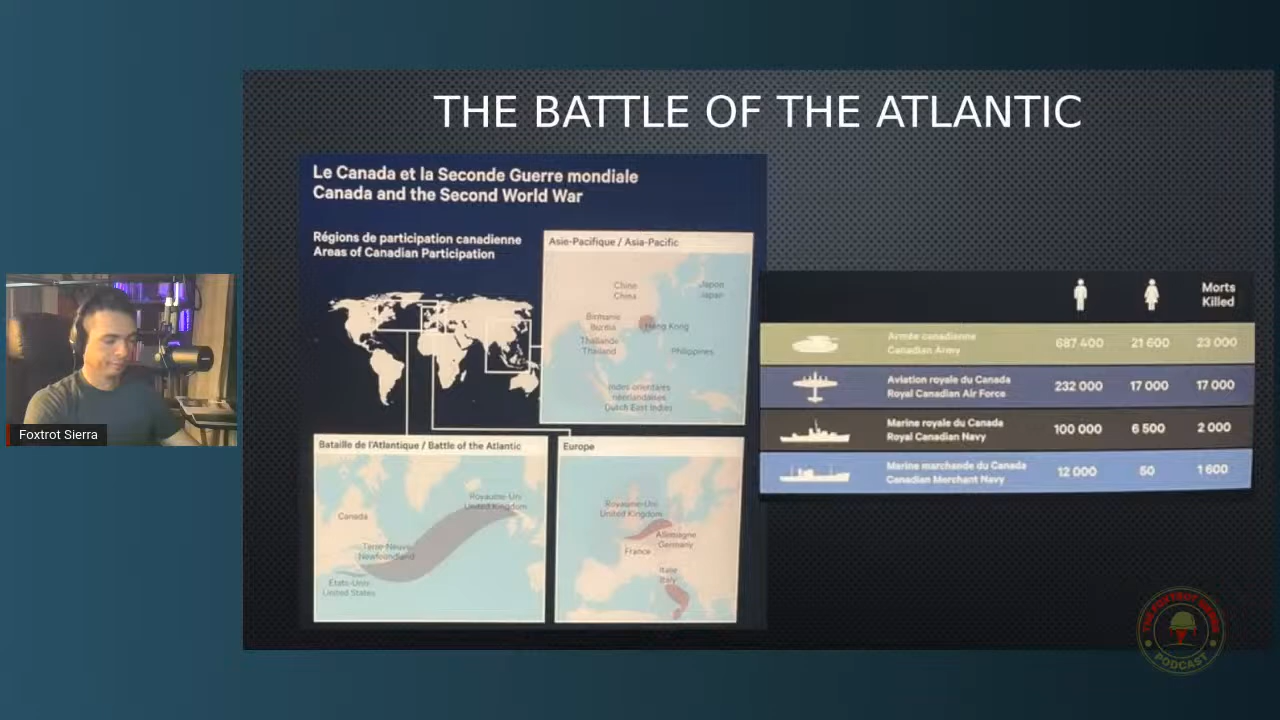 THE BATTLE OF THE ATLANTIC
Le Canada et la Seconde Guerre mondiale
Canada and the Second World War
Régions de participation canadienne
Areas of Canadian Participation
Asie-Pacifique / Asia-Pacific
Chine
China
Japon
Japan
Birmanie
Burma
Hong Kong
Thaïlande
Thailand
Philippines
Indes orientales
néerlandaises
Dutch East Indies
Bataille de l'Atlantique / Battle of the Atlantic
Royaume-Uni
United Kingdom
Canada
Terre-Neuve
Newfoundland
États-Unis
United States
Europe
Royaume-Uni
United Kingdom
Allemagne
Germany
France
Italie
Italy
Morts
Killed
Armée canadienne
Canadian Army
687 400 21 600 23 000
Aviation royale du Canada
Royal Canadian Air Force
232 000 17 000 17 000
Marine royale du Canada
Royal Canadian Navy
100 000 6 500 2 000
Marine marchande du Canada
Canadian Merchant Navy
12 000 50 1 600
Foxtrot Sierra
THE FOXTROT SIERRA
PODCAST